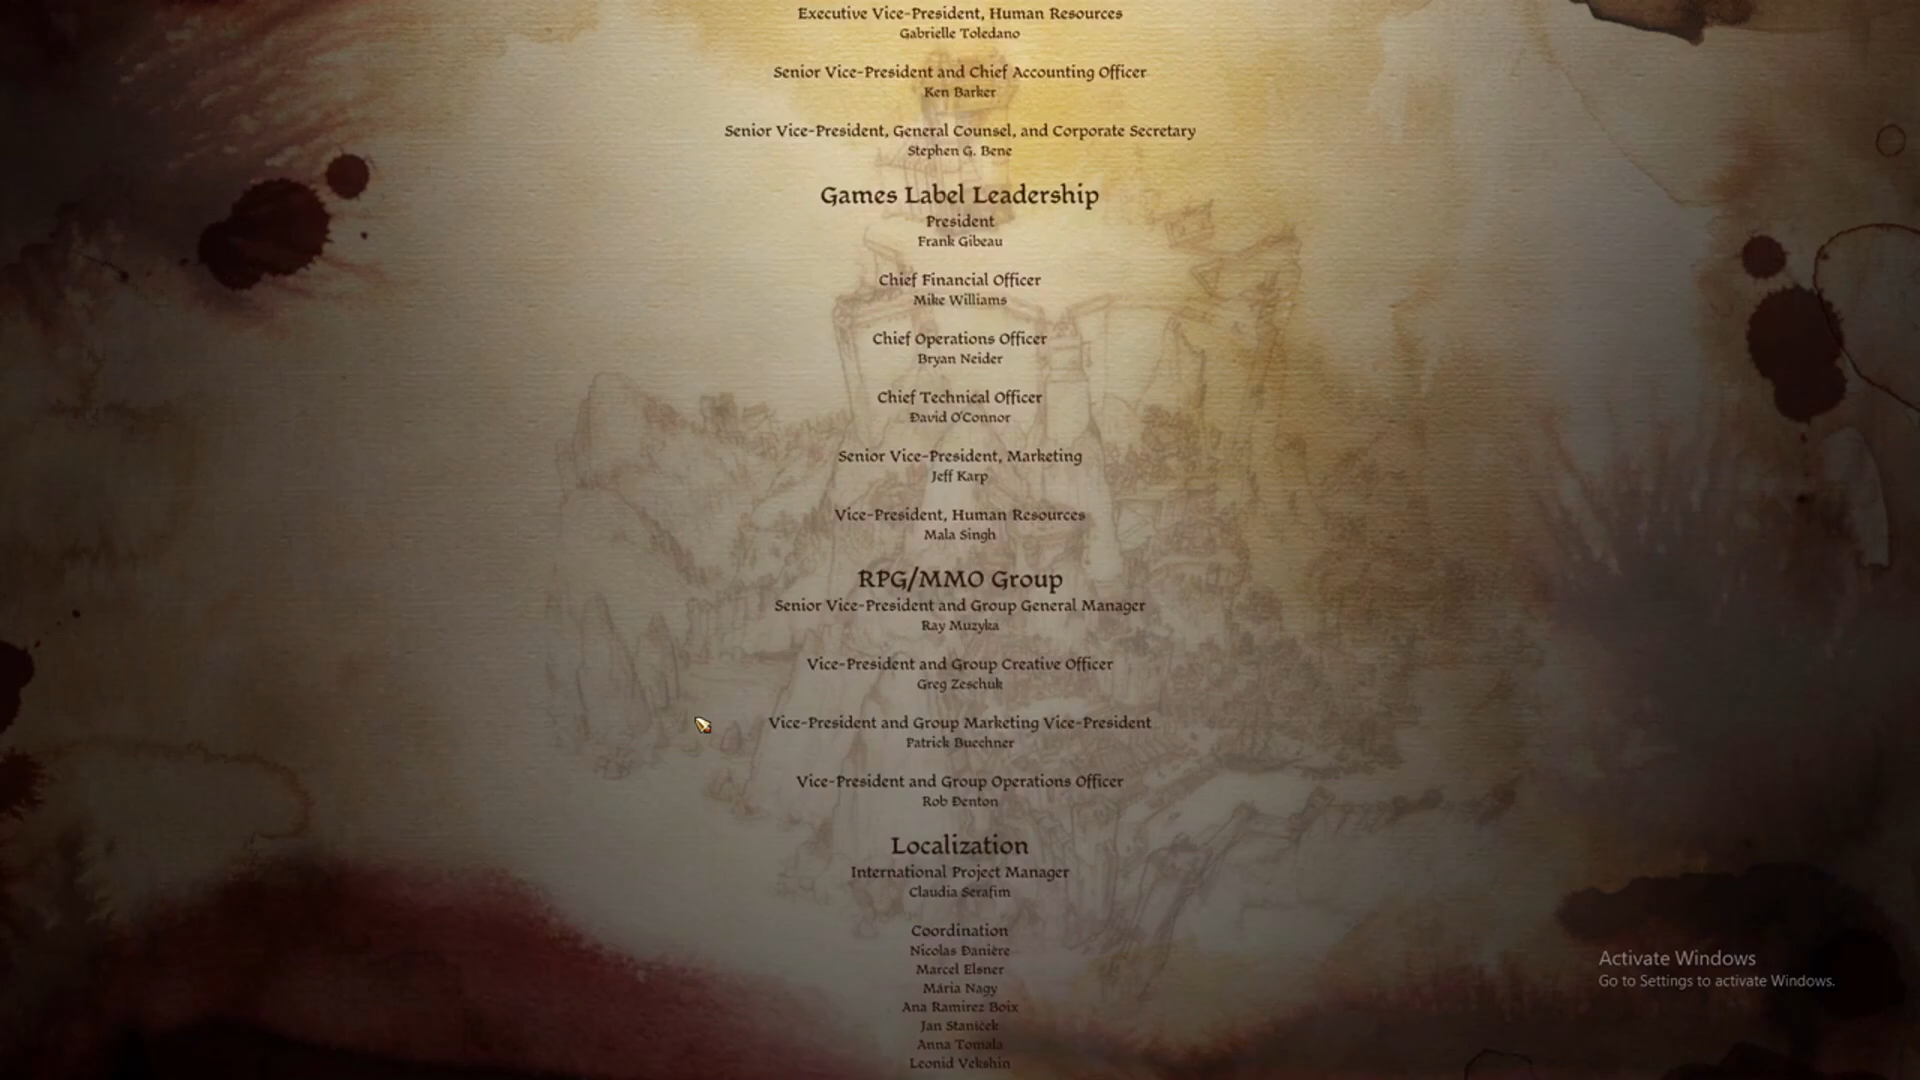 Executive Vice-President, Human Resources
Gabrielle Toledano
Senior Vice-President and Chief Accounting Officer
Ken Barker
Senior Vice-President, General Counsel, and Corporate Secretary
Stephen G. Bene
Games Label Leadership
President
Frank Gibeau
Chief Financial Officer
Mike Williams
Chief Operations Officer
Bryan Neider
Chief Technical Officer
David O'Connor
Senior Vice-President, Marketing
Jeff Karp
Vice-President, Human Resources
Mala Singh
RPG/MMO Group
Senior Vice-President and Group General Manager
Ray Muzyka
Vice-President and Group Creative Officer
Greg Zeschuk
Vice-President and Group Marketing Vice-President
Patrick Buechner
Vice-President and Group Operations Officer
Rob Denton
Localization
International Project Manager
Claudia Serafim
Coordination
Nicolas Danière
Marcel Elsner
Mária Nagy
Ana Ramirez Boix
Jan Staníček
Anna Tomala
Leonid Vekshin
Activate Windows
Go to Settings to activate Windows.